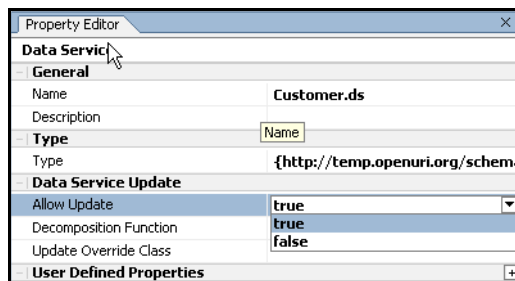 Property Editor
Data Servic
General
Name Customer.ds
Description
Name
Type
Type {http://temp.openuri.org/schema
Data Service Update
Allow Update true
true
Decomposition Function
false
Update Override Class
User Defined Properties